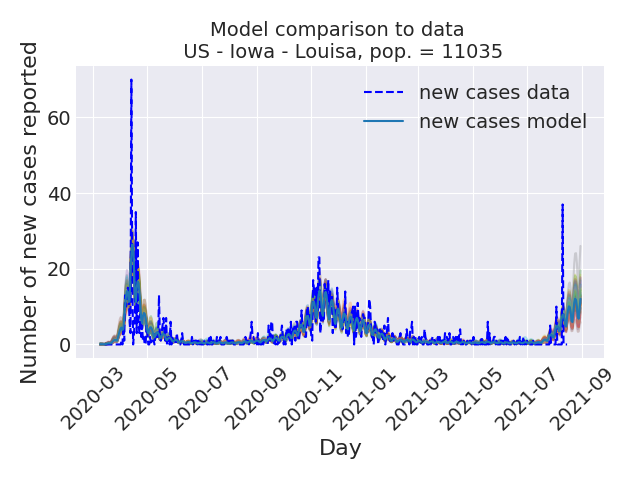 Model comparison to data
US - Iowa - Louisa, pop. = 11035
Number of new cases reported
60
40
20
0
new cases data
new cases model
2020-03
2020-05
2020-07
2020-09
2020-11
2021-01
2021-03
2021-05
2021-07
2021-09
Day